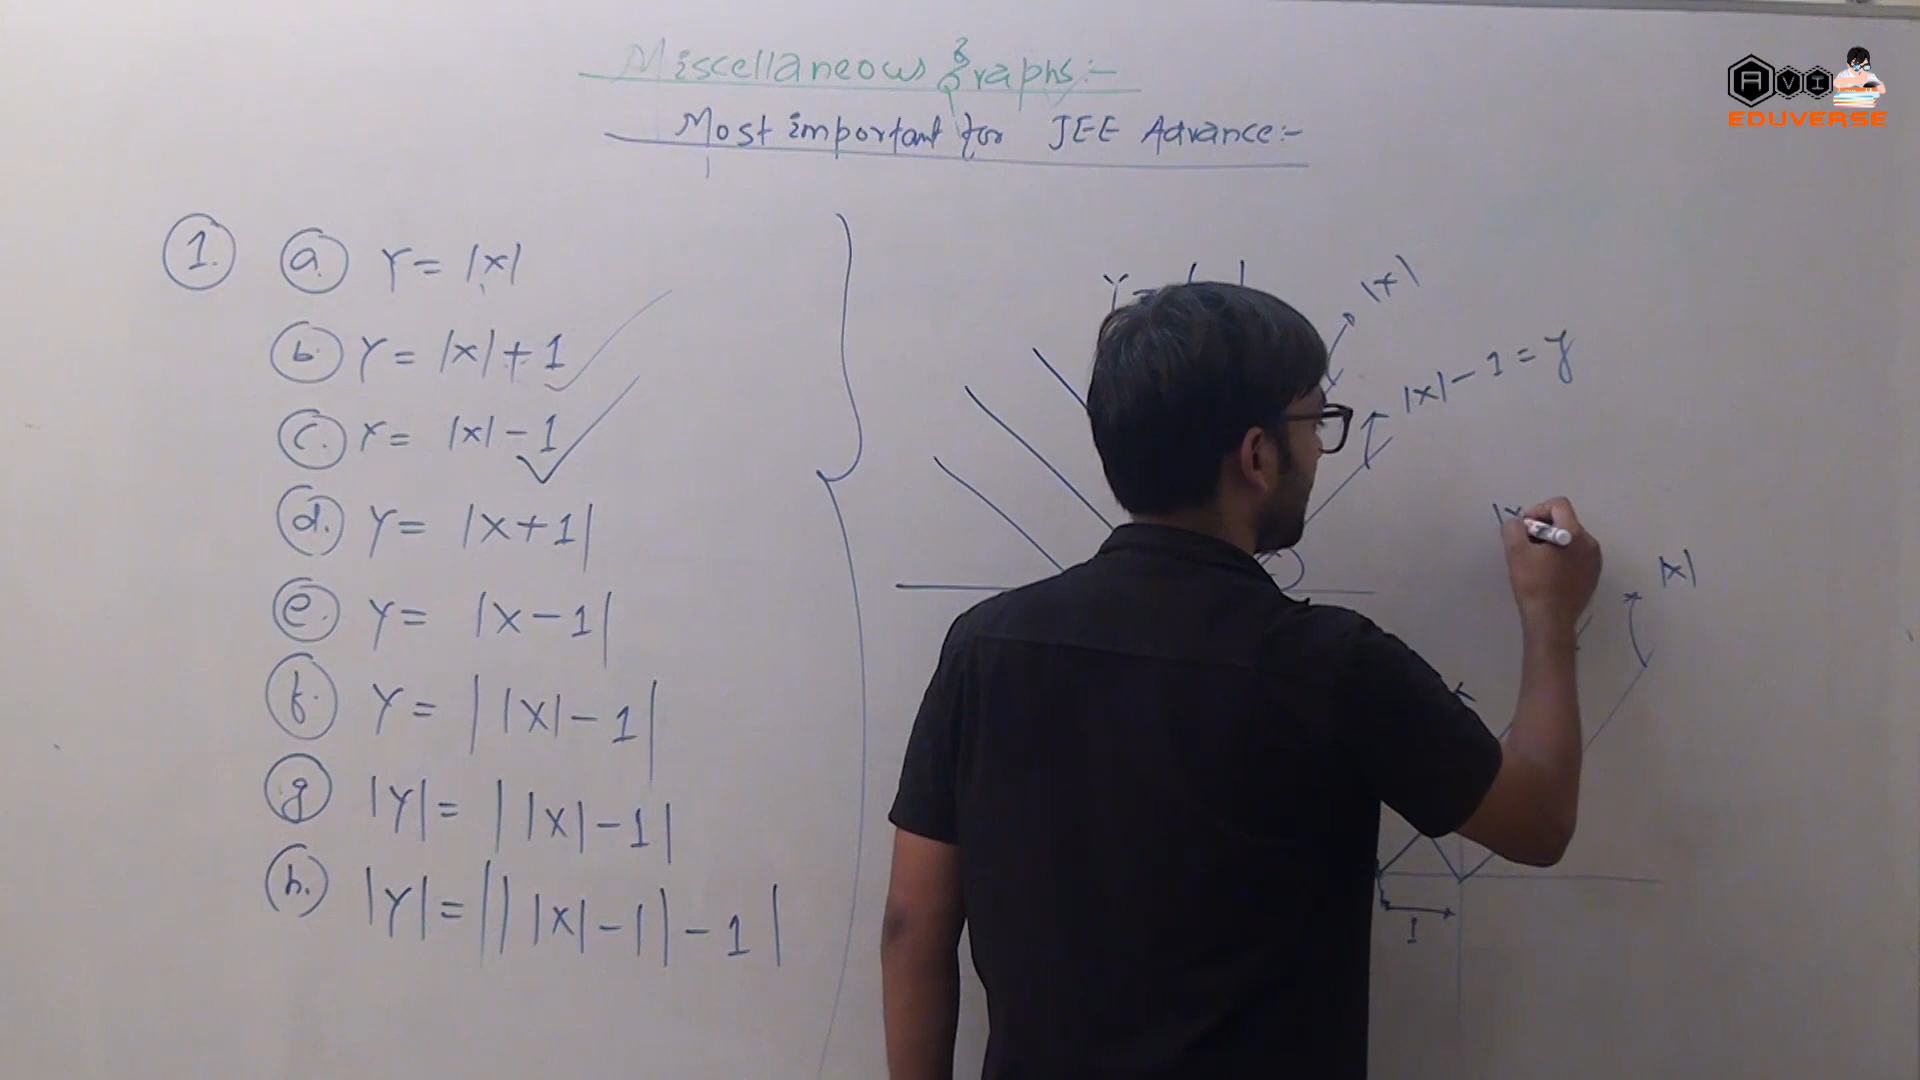 Miscellaneous Graphs:-
Most important for JEE Advance:-
AVI
EDUVERSE
1. a. Y = |x|
b. Y = |x| + 1
c. Y = |x| - 1
d. Y = |x+1|
e. Y = |x-1|
f. Y = ||x|-1|
g. |Y| = ||x|-1|
h. |Y| = |||x|-1|-1|
Y =
|x|
|x| - 1 = y
|x
|x|
1